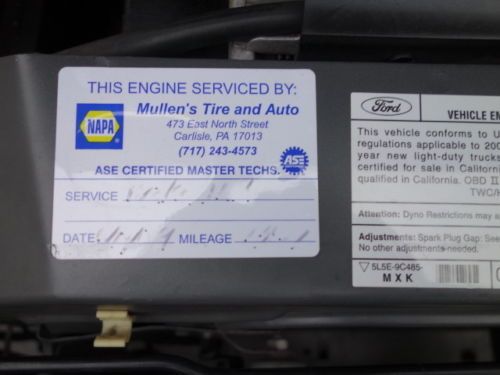 THIS ENGINE SERVICED BY:
NAPA
Mullen's Tire and Auto
473 East North Street
Carlisle, PA 17013
(717) 243-4573
ASE CERTIFIED MASTER TECHS.
ASE
SERVICE
DATE MILEAGE
Ford
VEHICLE EN
This vehicle conforms to U
regulations applicable to 200
year new light-duty trucks
certified for sale in California
qualified in California. OBD II
TWC/
Attention: Dyno Restrictions may
Adjustments: Spark Plug Gap: See
No other adjustments needed.
5L5E-9C485-
MXK